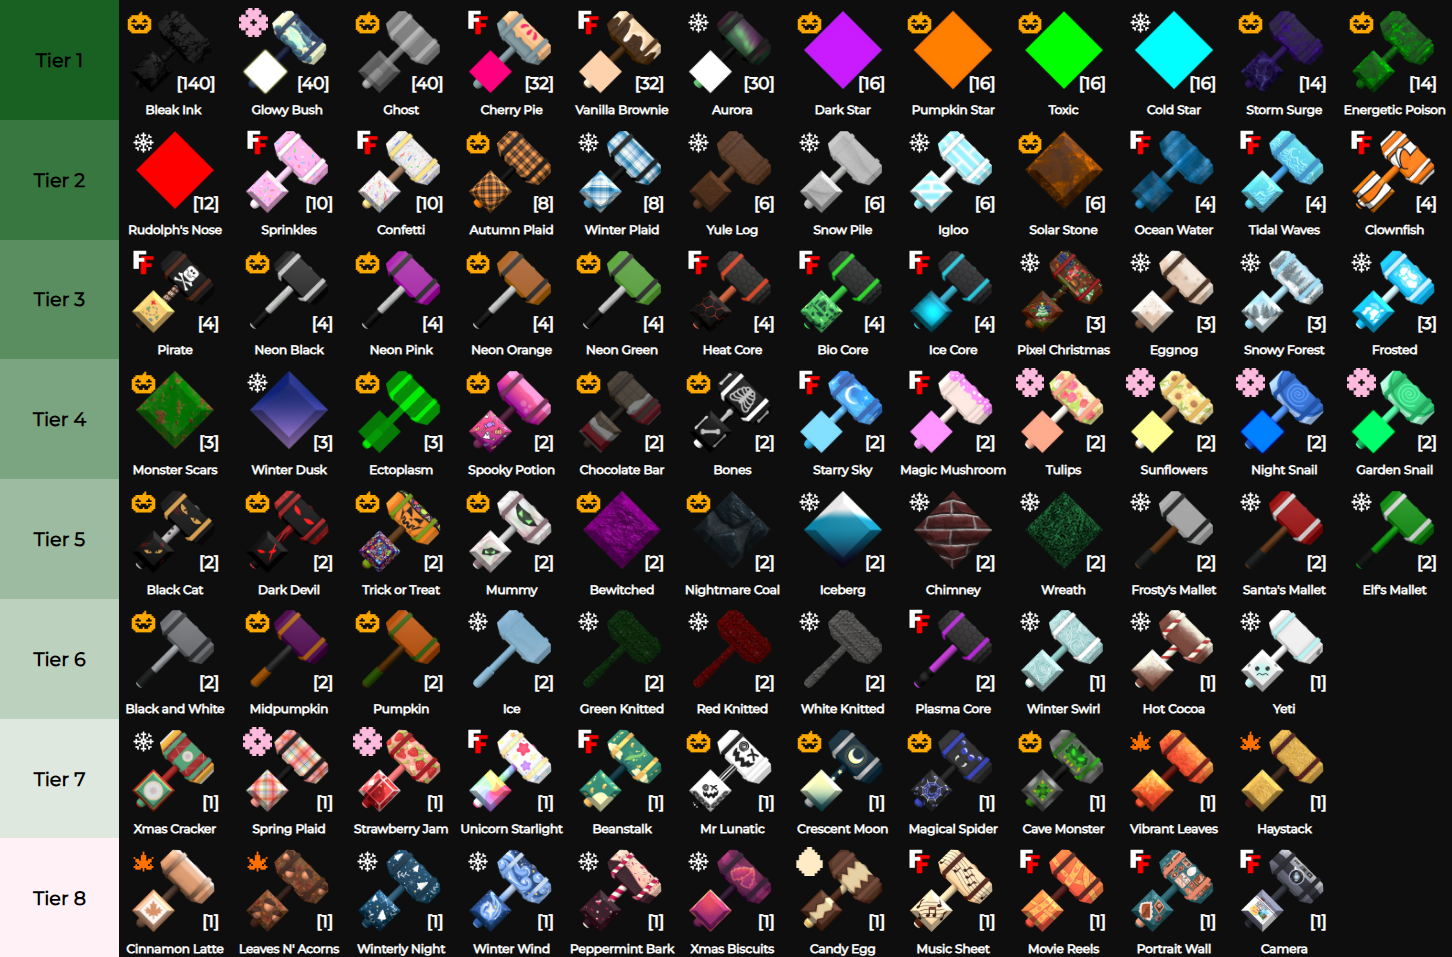 Tier 1
[140] [40] [40] [32] [32] [30] [16] [16] [16] [16] [14] [14]
Bleak Ink Glowy Bush Ghost Cherry Pie Vanilla Brownie Aurora Dark Star Pumpkin Star Toxic Cold Star Storm Surge Energetic Poison
Tier 2
[12] [10] [10] [8] [8] [6] [6] [6] [6] [4] [4] [4]
Rudolph's Nose Sprinkles Confetti Autumn Plaid Winter Plaid Yule Log Snow Pile Igloo Solar Stone Ocean Water Tidal Waves Clownfish
Tier 3
[4] [4] [4] [4] [4] [4] [4] [4] [3] [3] [3] [3]
Pirate Neon Black Neon Pink Neon Orange Neon Green Heat Core Bio Core Ice Core Pixel Christmas Eggnog Snowy Forest Frosted
Tier 4
[3] [3] [3] [2] [2] [2] [2] [2] [2] [2] [2] [2]
Monster Scars Winter Dusk Ectoplasm Spooky Potion Chocolate Bar Bones Starry Sky Magic Mushroom Tulips Sunflowers Night Snail Garden Snail
Tier 5
[2] [2] [2] [2] [2] [2] [2] [2] [2] [2] [2] [2]
Black Cat Dark Devil Trick or Treat Mummy Bewitched Nightmare Coal Iceberg Chimney Wreath Frosty's Mallet Santa's Mallet Elf's Mallet
Tier 6
[2] [2] [2] [2] [2] [2] [2] [2] [1] [1] [1]
Black and White Midpumpkin Pumpkin Ice Green Knitted Red Knitted White Knitted Plasma Core Winter Swirl Hot Cocoa Yeti
Tier 7
[1] [1] [1] [1] [1] [1] [1] [1] [1] [1] [1]
Xmas Cracker Spring Plaid Strawberry Jam Unicorn Starlight Beanstalk Mr Lunatic Crescent Moon Magical Spider Cave Monster Vibrant Leaves Haystack
Tier 8
[1] [1] [1] [1] [1] [1] [1] [1] [1] [1] [1]
Cinnamon Latte Leaves N' Acorns Winterly Night Winter Wind Peppermint Bark Xmas Biscuits Candy Egg Music Sheet Movie Reels Portrait Wall Camera